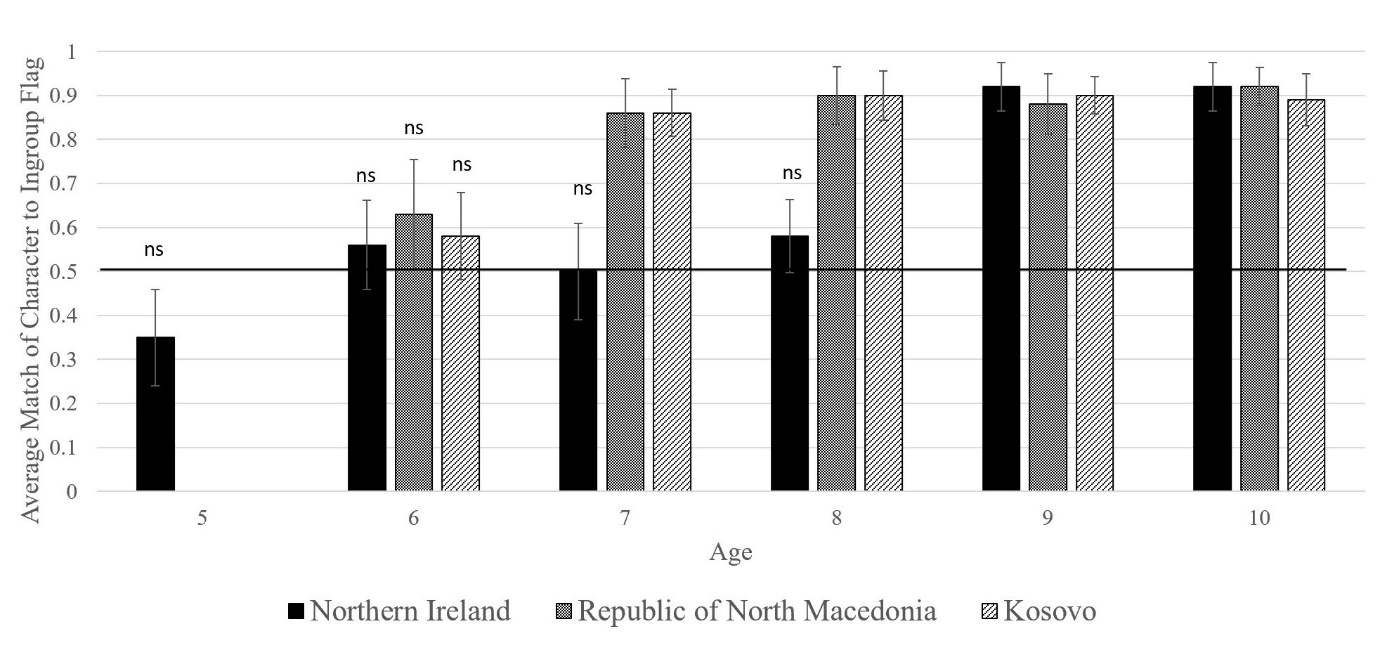 Average Match of Character to Ingroup Flag
1
0.9
0.8
0.7
0.6
0.5
0.4
0.3
0.2
0.1
0
ns
ns
ns
ns
ns
ns
5 6 7 8 9 10
Age
Northern Ireland Republic of North Macedonia Kosovo